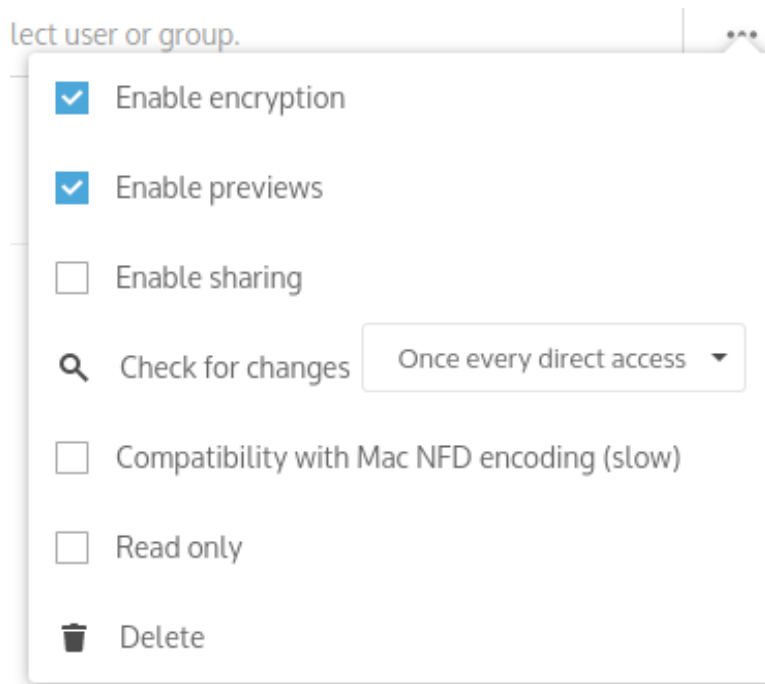 lect user or group.
Enable encryption
Enable previews
Enable sharing
Check for changes Once every direct access
Compatibility with Mac NFD encoding (slow)
Read only
Delete